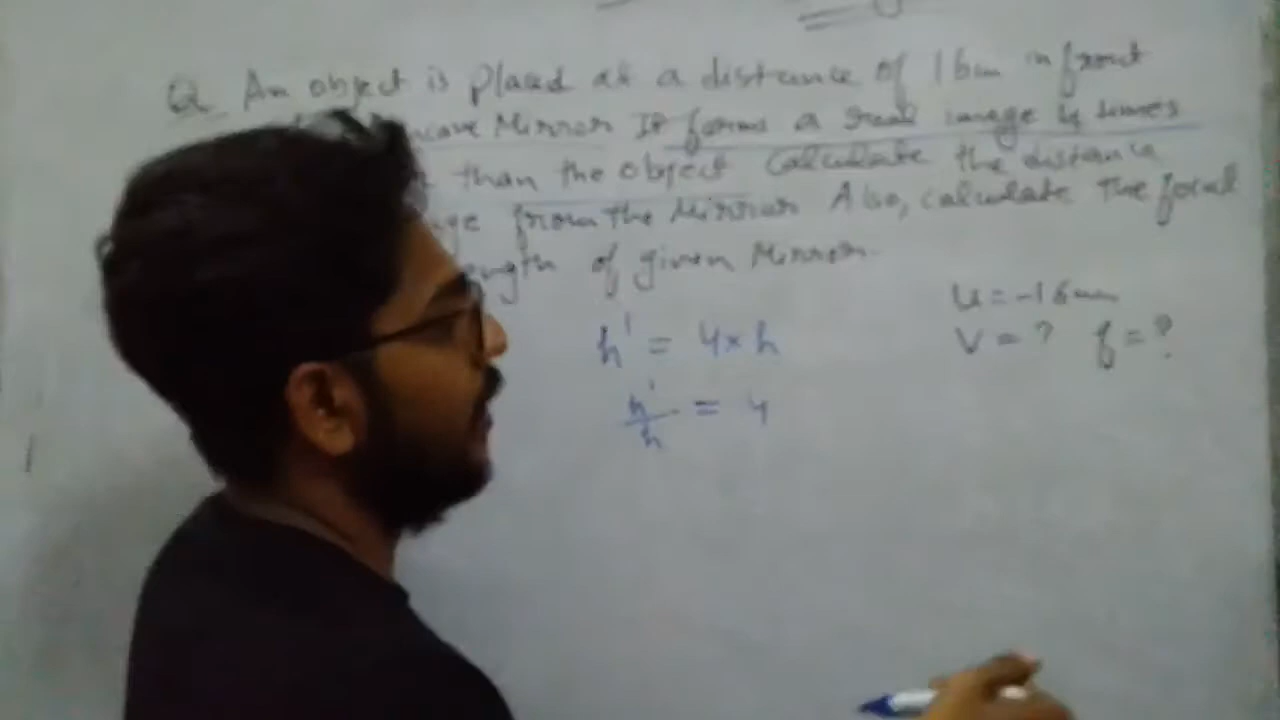 Q An object is placed at a distance of 16cm in front
concave Mirror It forms a real image 4 times
than the object Calculate the distance
from the Mirror Also, calculate the focal
length of given Mirror.
u = -16cm
h' = 4×h
V = ? f = ?
h'/h = 4